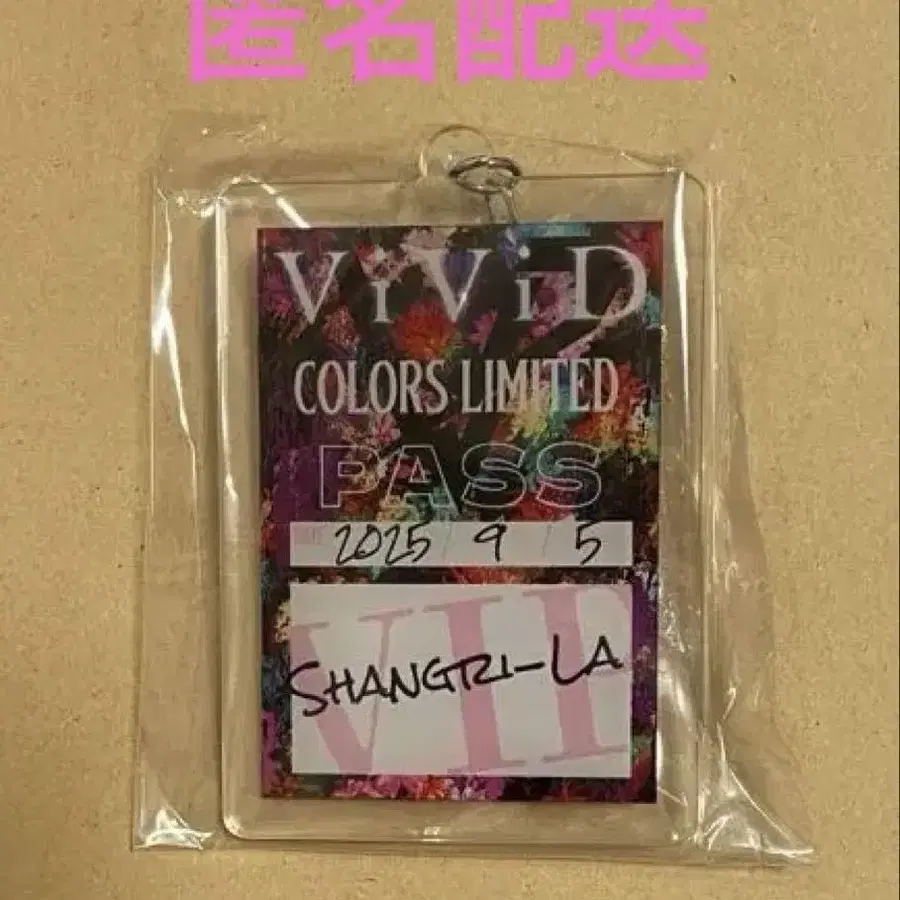 匿名配送
ViViD
COLORS LIMITED
PASS
2025 / 9 / 5
VIP
SHANGRI-LA